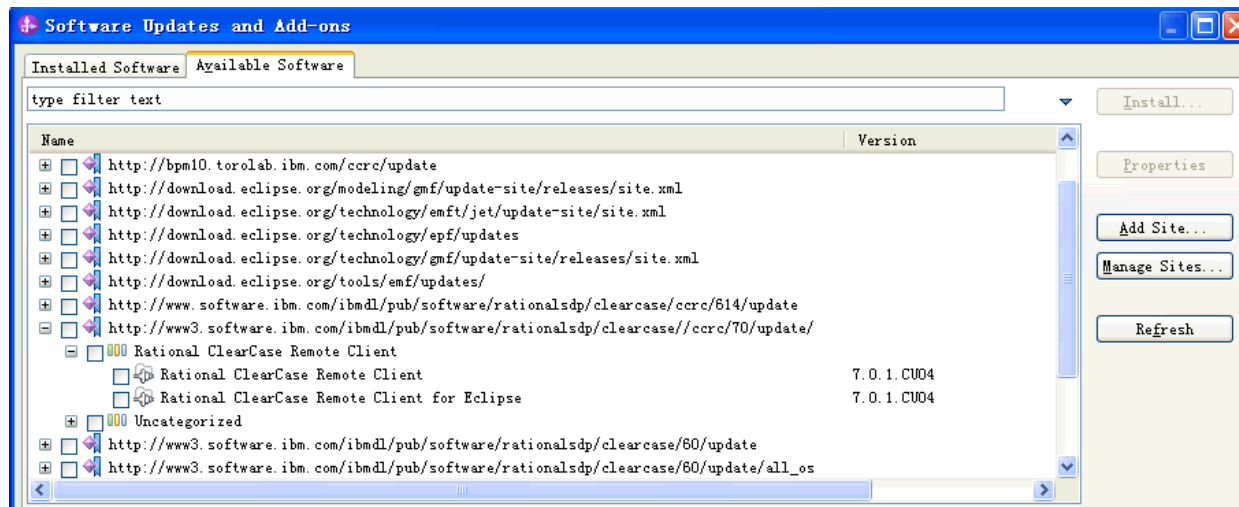 Software Updates and Add-ons
Installed Software Available Software
type filter text
Install...
Name Version
http://bpm10.torolab.ibm.com/ccrc/update
Properties
http://download.eclipse.org/modeling/gmf/update-site/releases/site.xml
http://download.eclipse.org/technology/emft/jet/update-site/site.xml
Add Site...
http://download.eclipse.org/technology/epf/updates
http://download.eclipse.org/technology/gmf/update-site/releases/site.xml
Manage Sites...
http://download.eclipse.org/tools/emf/updates/
http://www.software.ibm.com/ibmdl/pub/software/rationalsdp/clearcase/ccrc/614/update
http://www3.software.ibm.com/ibmdl/pub/software/rationalsdp/clearcase//ccrc/70/update/
Refresh
Rational ClearCase Remote Client
Rational ClearCase Remote Client 7.0.1.CU04
Rational ClearCase Remote Client for Eclipse 7.0.1.CU04
Uncategorized
http://www3.software.ibm.com/ibmdl/pub/software/rationalsdp/clearcase/60/update
http://www3.software.ibm.com/ibmdl/pub/software/rationalsdp/clearcase/60/update/all_os